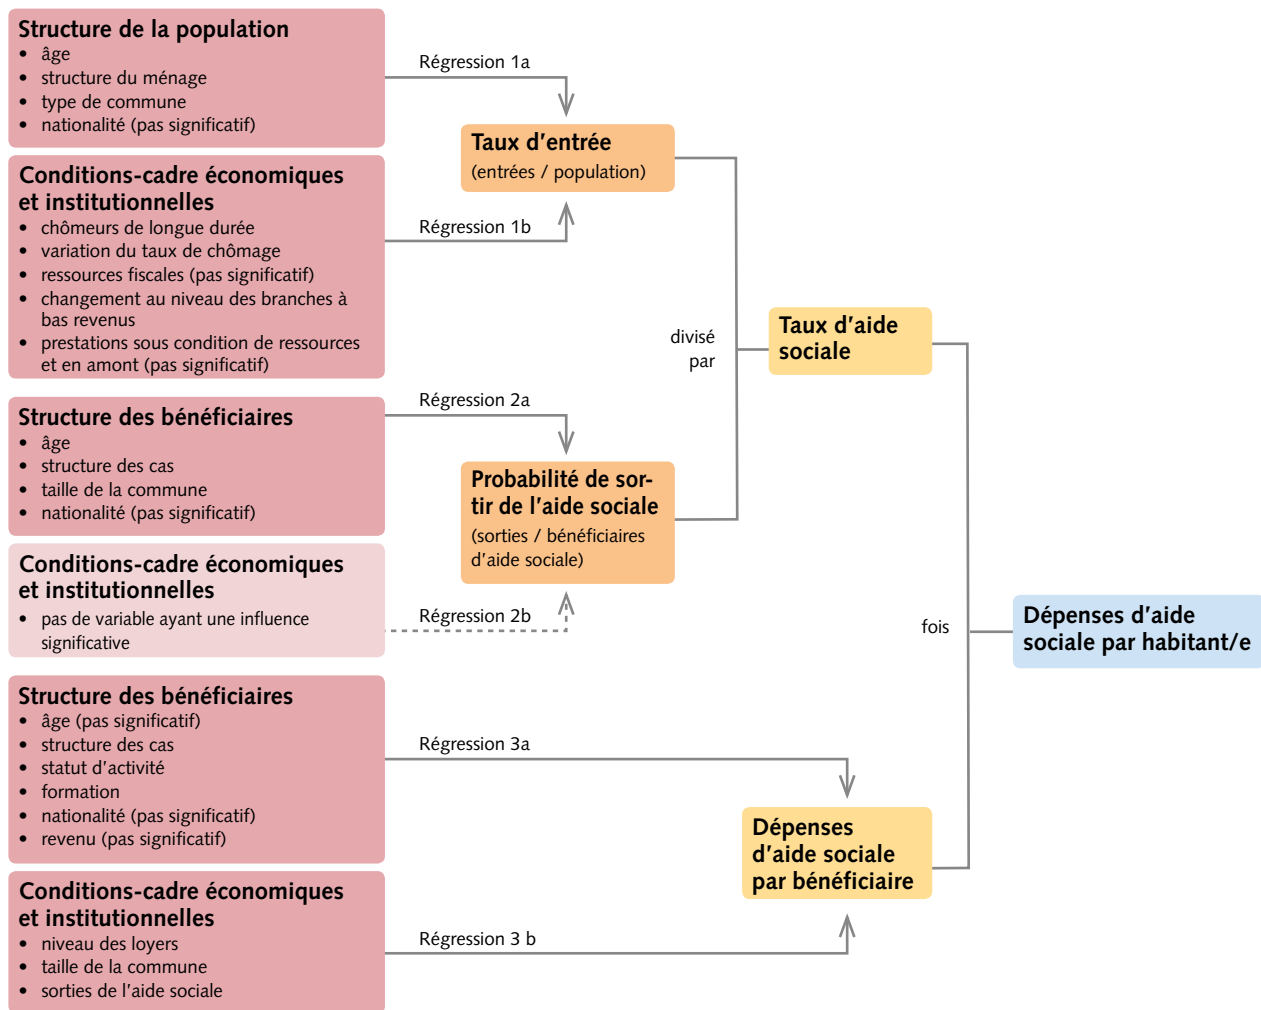 Structure de la population
• âge
• structure du ménage
• type de commune
• nationalité (pas significatif)
Régression 1a
Taux d'entrée
(entrées / population)
Conditions-cadre économiques
et institutionnelles
• chômeurs de longue durée
• variation du taux de chômage
• ressources fiscales (pas significatif)
• changement au niveau des branches à
bas revenus
• prestations sous condition de ressources
et en amont (pas significatif)
Régression 1b
divisé
par
Taux d'aide
sociale
Structure des bénéficiaires
• âge
• structure des cas
• taille de la commune
• nationalité (pas significatif)
Régression 2a
Probabilité de sor-
tir de l'aide sociale
(sorties / bénéficiaires
d'aide sociale)
Conditions-cadre économiques
et institutionnelles
• pas de variable ayant une influence
significative
Régression 2b
fois
Dépenses d'aide
sociale par habitant/e
Structure des bénéficiaires
• âge (pas significatif)
• structure des cas
• statut d'activité
• formation
• nationalité (pas significatif)
• revenu (pas significatif)
Régression 3a
Dépenses
d'aide sociale
par bénéficiaire
Conditions-cadre économiques
et institutionnelles
• niveau des loyers
• taille de la commune
• sorties de l'aide sociale
Régression 3 b